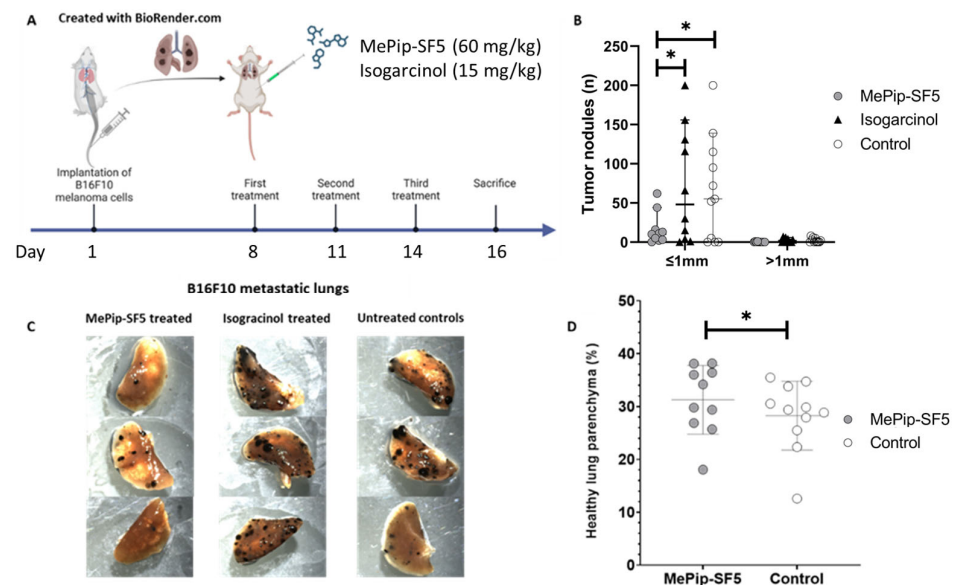 A
Created with BioRender.com
MePip-SF5 (60 mg/kg)
Isogarcinol (15 mg/kg)
Implantation of
B16F10
melanoma cells
First
treatment
Second
treatment
Third
treatment
Sacrifice
Day 1 8 11 14 16
B
*
*
Tumor nodules (n)
250
200
150
100
50
0
≤1mm >1mm
MePip-SF5
Isogarcinol
Control
B16F10 metastatic lungs
C
MePip-SF5 treated Isogracinol treated Untreated controls
D
*
Healthy lung parenchyma (%)
50
40
30
20
10
0
MePip-SF5 Control
MePip-SF5
Control